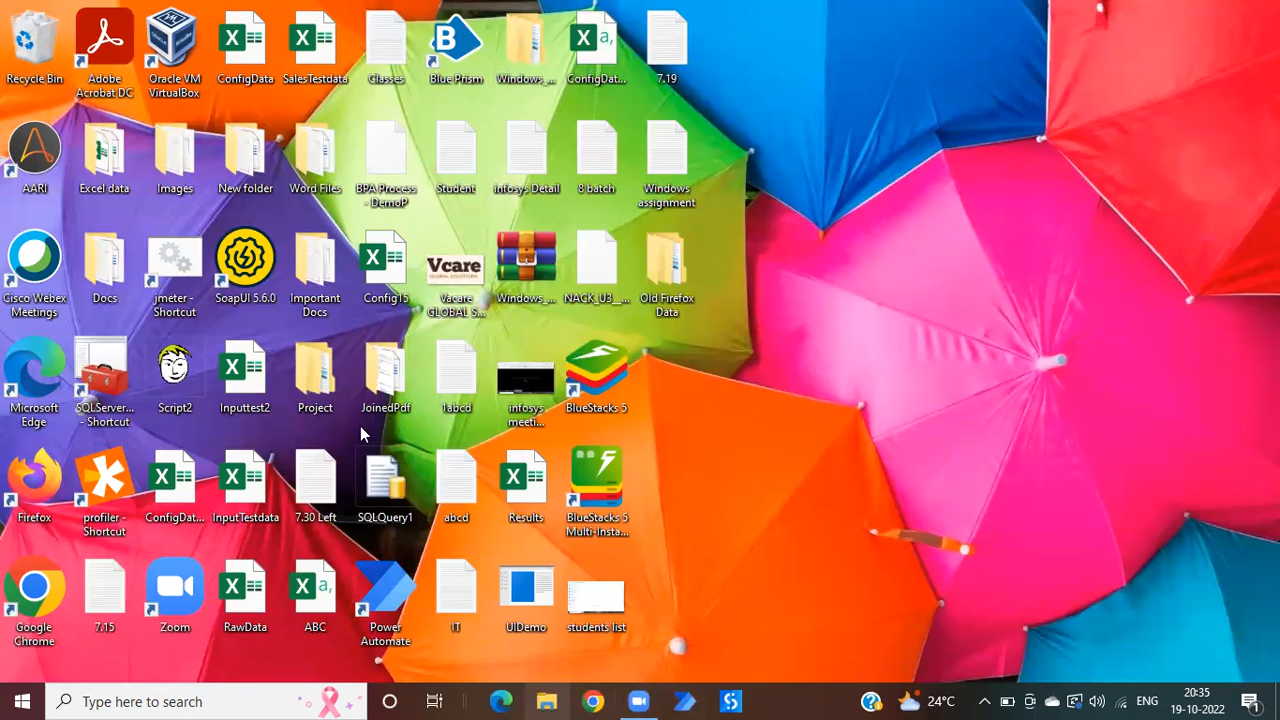 Recycle Bin
Adobe
Acrobat DC
Oracle VM
VirtualBox
ConfigData
SalesTestdata
Classes
B
Blue Prism
Windows_...
a,
ConfigDat...
7.19
AARI
Excel data
Images
New folder
Word Files
BPA Process
- DemoP
Student
infosys Detail
8 batch
Windows
assignment
Cisco Webex
Meetings
Docs
jmeter -
Shortcut
SoapUI 5.6.0
Important
Docs
Config15
Vcare
GLOBAL SOLUTIONS
Vacare
GLOBAL S...
Windows_...
NACK_U3__...
Old Firefox
Data
Microsoft
Edge
SQLServer...
- Shortcut
Script2
Inputtest2
Project
JoinedPdf
1abcd
infosys
meeti...
BlueStacks 5
Firefox
profiler -
Shortcut
ConfigDat...
InputTestdata
7.30 Left
SQLQuery1
abcd
Results
BlueStacks 5
Multi-Insta...
Google
Chrome
7.15
Zoom
RawData
a,
ABC
Power
Automate
IT
UIDemo
students list
Type here to search
24°C
ENG
20:35
19-10-2022
1